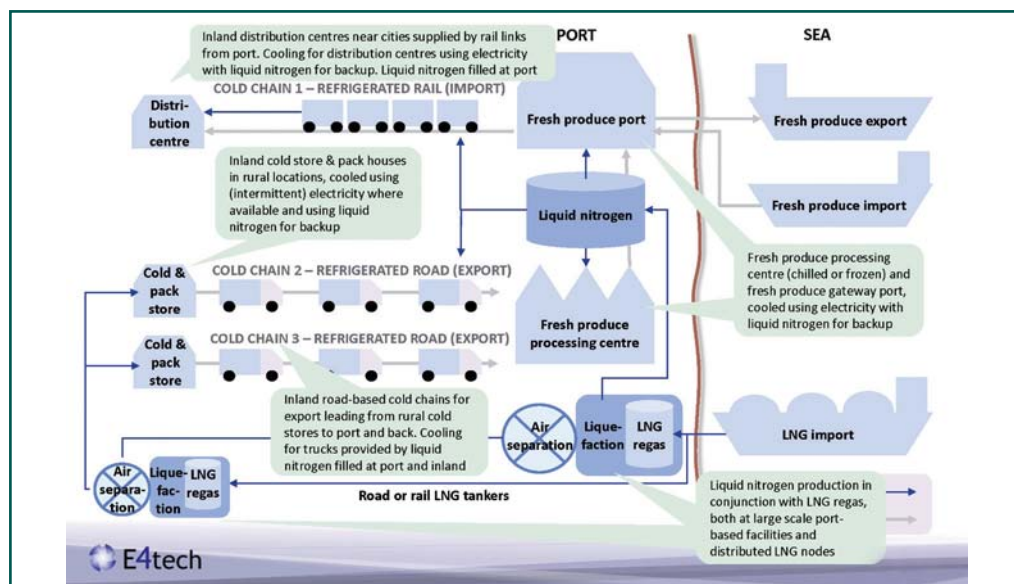 Inland distribution centres near cities supplied by rail links
from port. Cooling for distribution centres using electricity
with liquid nitrogen for backup. Liquid nitrogen filled at port
PORT
SEA
COLD CHAIN 1 – REFRIGERATED RAIL (IMPORT)
Distri-
bution
centre
Fresh produce port
Fresh produce export
Inland cold store & pack houses
in rural locations, cooled using
(intermittent) electricity where
available and using liquid
nitrogen for backup
Liquid nitrogen
Fresh produce import
Cold &
pack
store
COLD CHAIN 2 – REFRIGERATED ROAD (EXPORT)
Fresh produce processing
centre (chilled or frozen) and
fresh produce gateway port,
cooled using electricity with
liquid nitrogen for backup
Fresh produce
processing centre
Cold &
pack
store
COLD CHAIN 3 – REFRIGERATED ROAD (EXPORT)
Inland road-based cold chains for
export leading from rural cold
stores to port and back. Cooling
for trucks provided by liquid
nitrogen filled at port and inland
Air
separation
Lique-
faction
LNG
regas
LNG import
Air
separa-
tion
Lique-
fac-
tion
LNG
regas
Road or rail LNG tankers
Liquid nitrogen production in
conjunction with LNG regas,
both at large scale port-
based facilities and
distributed LNG nodes
E4tech